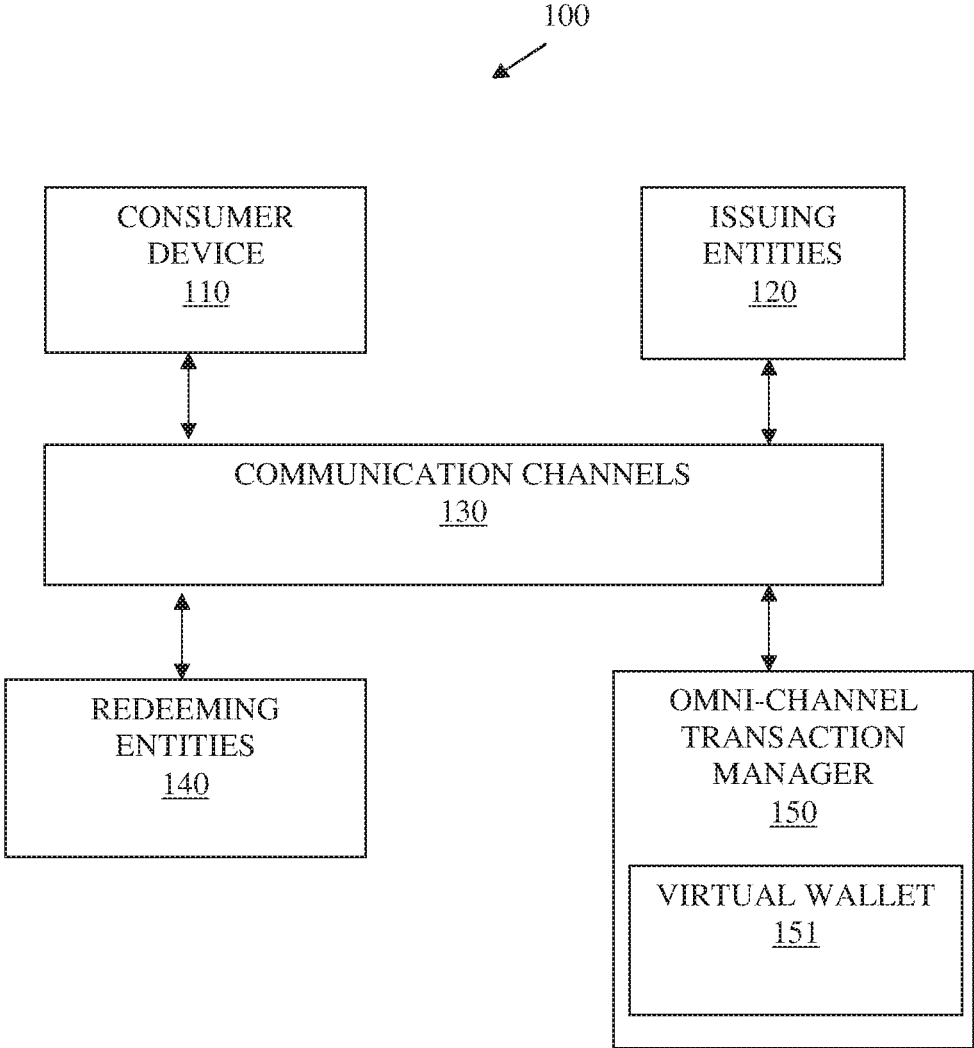 100
CONSUMER
DEVICE
110
ISSUING
ENTITIES
120
COMMUNICATION CHANNELS
130
REDEEMING
ENTITIES
140
OMNI-CHANNEL
TRANSACTION
MANAGER
150
VIRTUAL WALLET
151